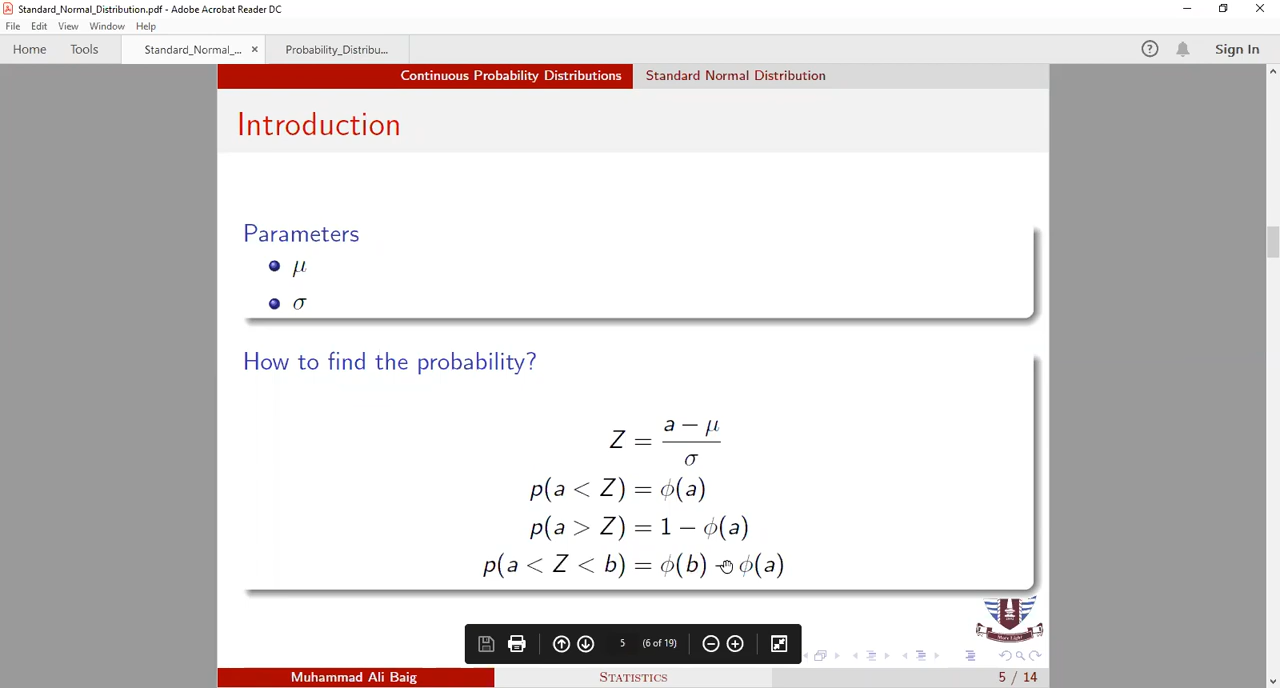 Standard_Normal_Distribution.pdf - Adobe Acrobat Reader DC
File Edit View Window Help
Home Tools Standard_Normal_... × Probability_Distribu... ? Sign In
Continuous Probability Distributions Standard Normal Distribution
Introduction
Parameters
μ
σ
How to find the probability?
Z = (a − μ) / σ
p(a < Z) = ϕ(a)
p(a > Z) = 1 − ϕ(a)
p(a < Z < b) = ϕ(b) − ϕ(a)
5 (6 of 19)
Muhammad Ali Baig Statistics 5 / 14